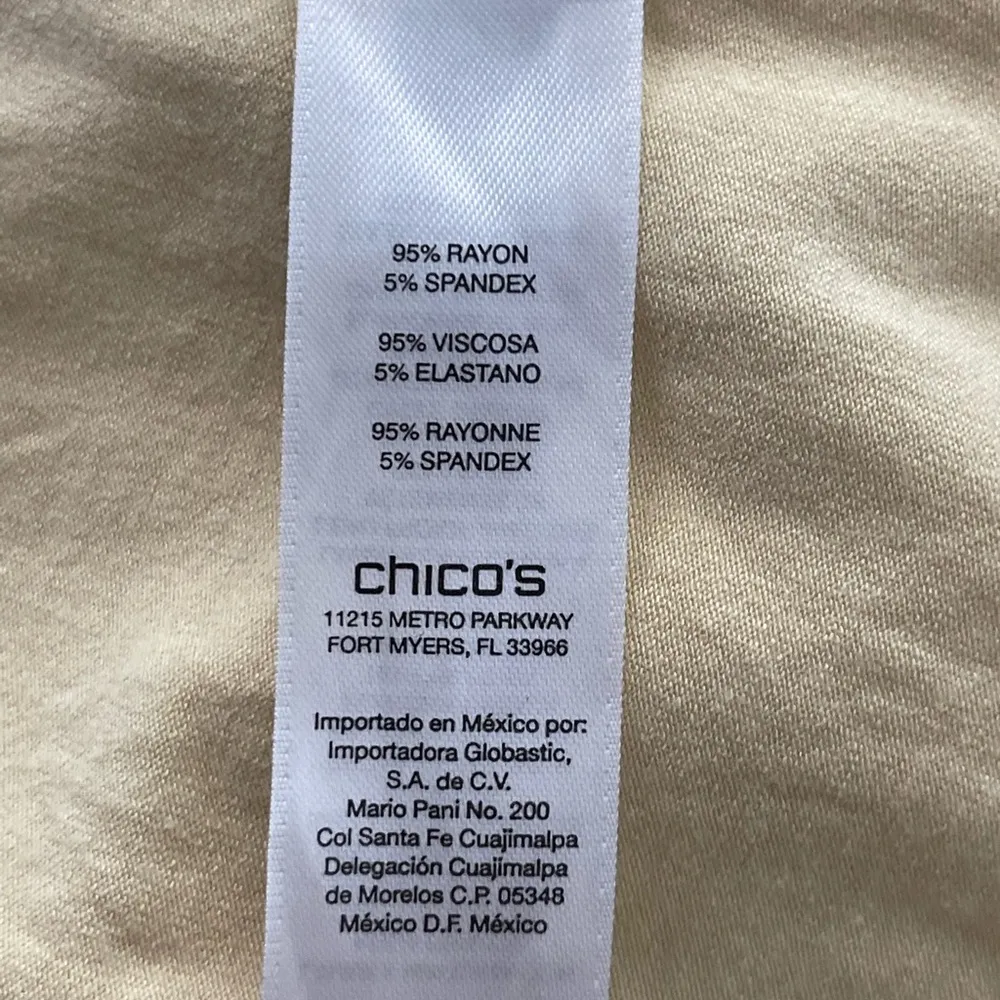 95% RAYON
5% SPANDEX
95% VISCOSA
5% ELASTANO
95% RAYONNE
5% SPANDEX
chico's
11215 METRO PARKWAY
FORT MYERS, FL 33966
Importado en México por:
Importadora Globastic,
S.A. de C.V.
Mario Pani No. 200
Col Santa Fe Cuajimalpa
Delegación Cuajimalpa
de Morelos C.P. 05348
México D.F. México